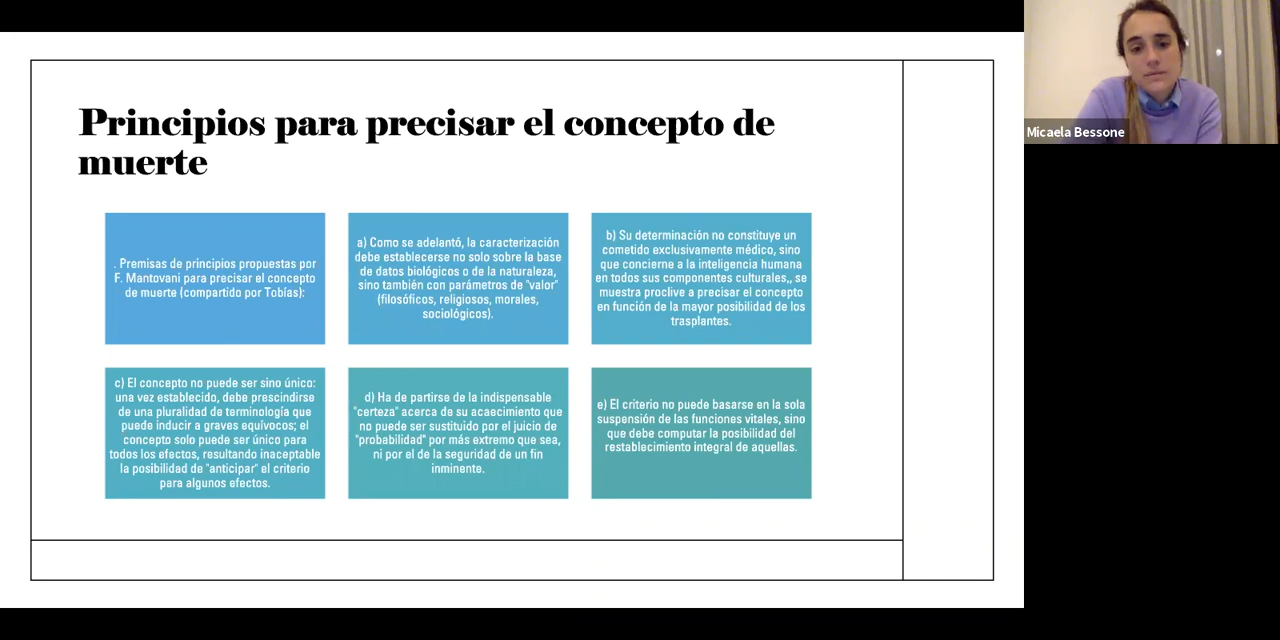 Principios para precisar el concepto de
muerte
. Premisas de principios propuestas por
F. Mantovani para precisar el concepto
de muerte (compartido por Tobías):
a) Como se adelantó, la caracterización
debe establecerse no solo sobre la base
de datos biológicos o de la naturaleza,
sino también con parámetros de "valor"
(filosóficos, religiosos, morales,
sociológicos).
b) Su determinación no constituye un
cometido exclusivamente médico, sino
que concierne a la inteligencia humana
en todos sus componentes culturales,, se
muestra proclive a precisar el concepto
en función de la mayor posibilidad de los
trasplantes.
c) El concepto no puede ser sino único:
una vez establecido, debe prescindirse
de una pluralidad de terminología que
puede inducir a graves equívocos; el
concepto solo puede ser único para
todos los efectos, resultando inaceptable
la posibilidad de "anticipar" el criterio
para algunos efectos.
d) Ha de partirse de la indispensable
"certeza" acerca de su acaecimiento que
no puede ser sustituido por el juicio de
"probabilidad" por más extremo que sea,
ni por el de la seguridad de un fin
inminente.
e) El criterio no puede basarse en la sola
suspensión de las funciones vitales, sino
que debe computar la posibilidad del
restablecimiento integral de aquellas.
Micaela Bessone